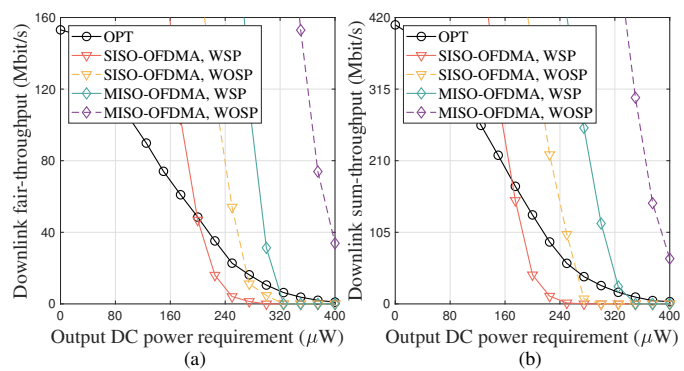 160
120
80
40
0
Downlink fair-throughput (Mbit/s)
OPT
SISO-OFDMA, WSP
SISO-OFDMA, WOSP
MISO-OFDMA, WSP
MISO-OFDMA, WOSP
0 80 160 240 320 400
Output DC power requirement (μW)
(a)
420
315
210
105
0
Downlink sum-throughput (Mbit/s)
OPT
SISO-OFDMA, WSP
SISO-OFDMA, WOSP
MISO-OFDMA, WSP
MISO-OFDMA, WOSP
0 80 160 240 320 400
Output DC power requirement (μW)
(b)